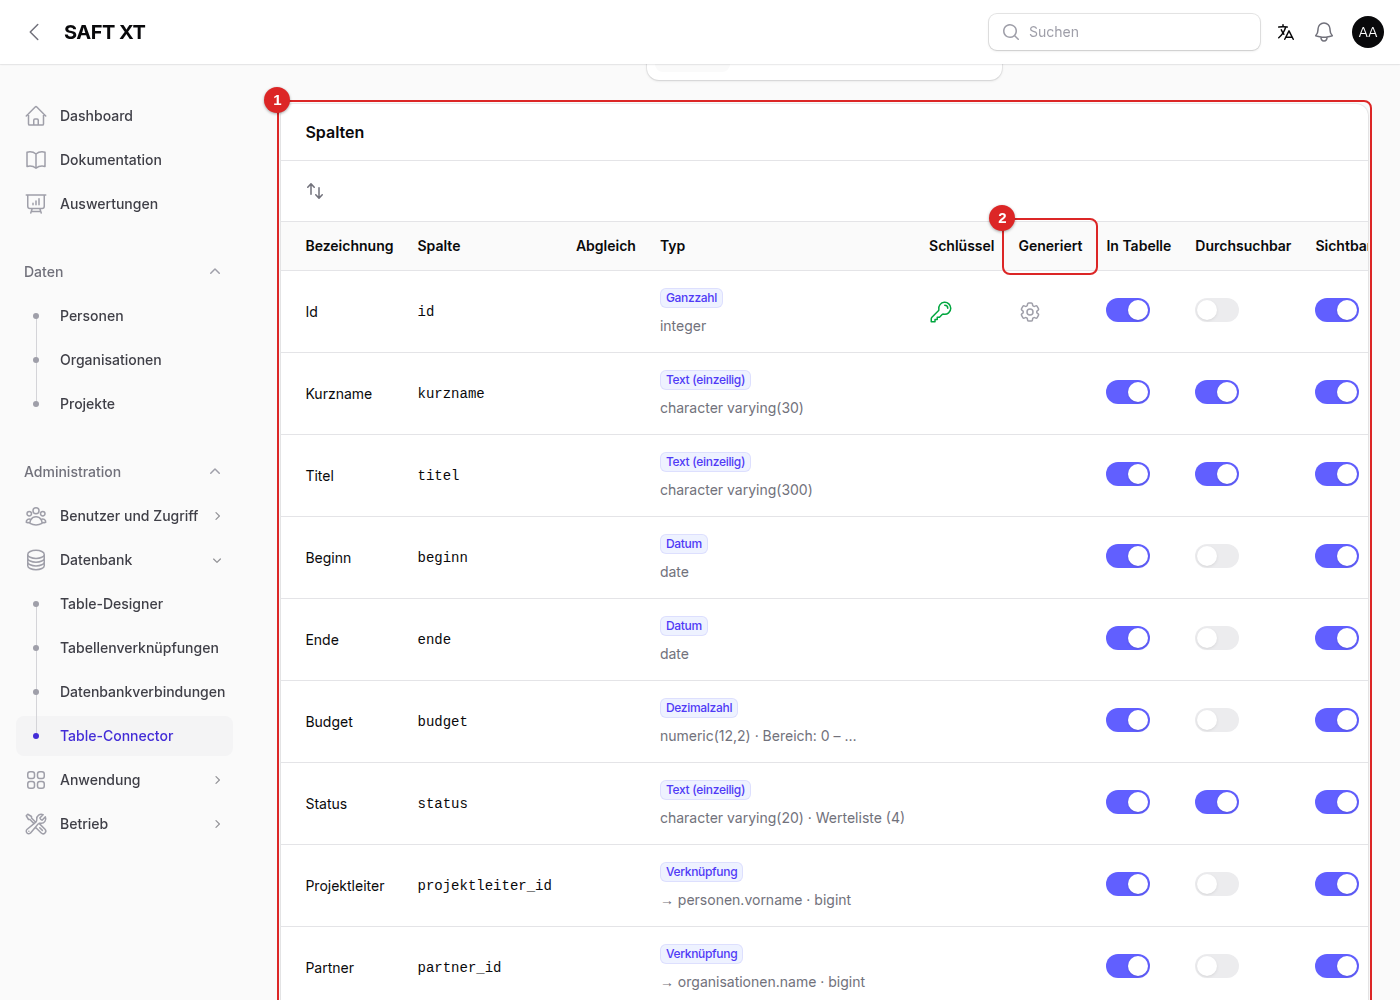 SAFT XT
Suchen
AA
Dashboard
Dokumentation
Auswertungen
Daten
Personen
Organisationen
Projekte
Administration
Benutzer und Zugriff
Datenbank
Table-Designer
Tabellenverknüpfungen
Datenbankverbindungen
Table-Connector
Anwendung
Betrieb
1
Spalten
2
Bezeichnung Spalte Abgleich Typ Schlüssel Generiert In Tabelle Durchsuchbar Sichtbar
Id id Ganzzahl
integer
Kurzname kurzname Text (einzeilig)
character varying(30)
Titel titel Text (einzeilig)
character varying(300)
Beginn beginn Datum
date
Ende ende Datum
date
Budget budget Dezimalzahl
numeric(12,2) · Bereich: 0 – ...
Status status Text (einzeilig)
character varying(20) · Werteliste (4)
Projektleiter projektleiter_id Verknüpfung
→ personen.vorname · bigint
Partner partner_id Verknüpfung
→ organisationen.name · bigint